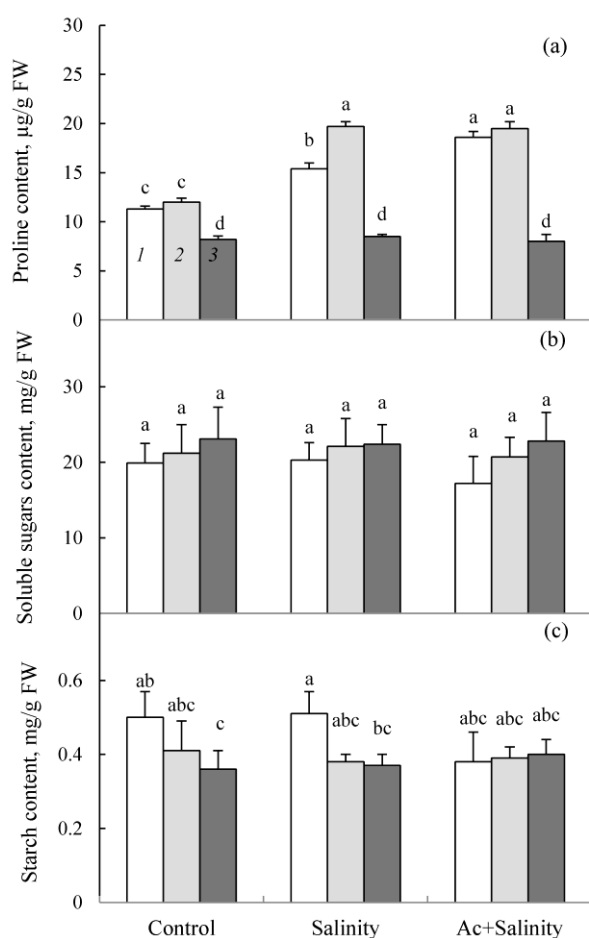 30
(a)
25
a
a
a
20
b
15
c
c
d
d
d
10
1
2
3
5
0
Proline content, µg/g FW
(b)
30
a
a
a
a
a
a
a
a
a
20
10
0
Soluble sugars content, mg/g FW
(c)
0.6
ab
abc
c
a
abc
bc
abc
abc
abc
0.4
0.2
0
Starch content, mg/g FW
Control
Salinity
Ac+Salinity